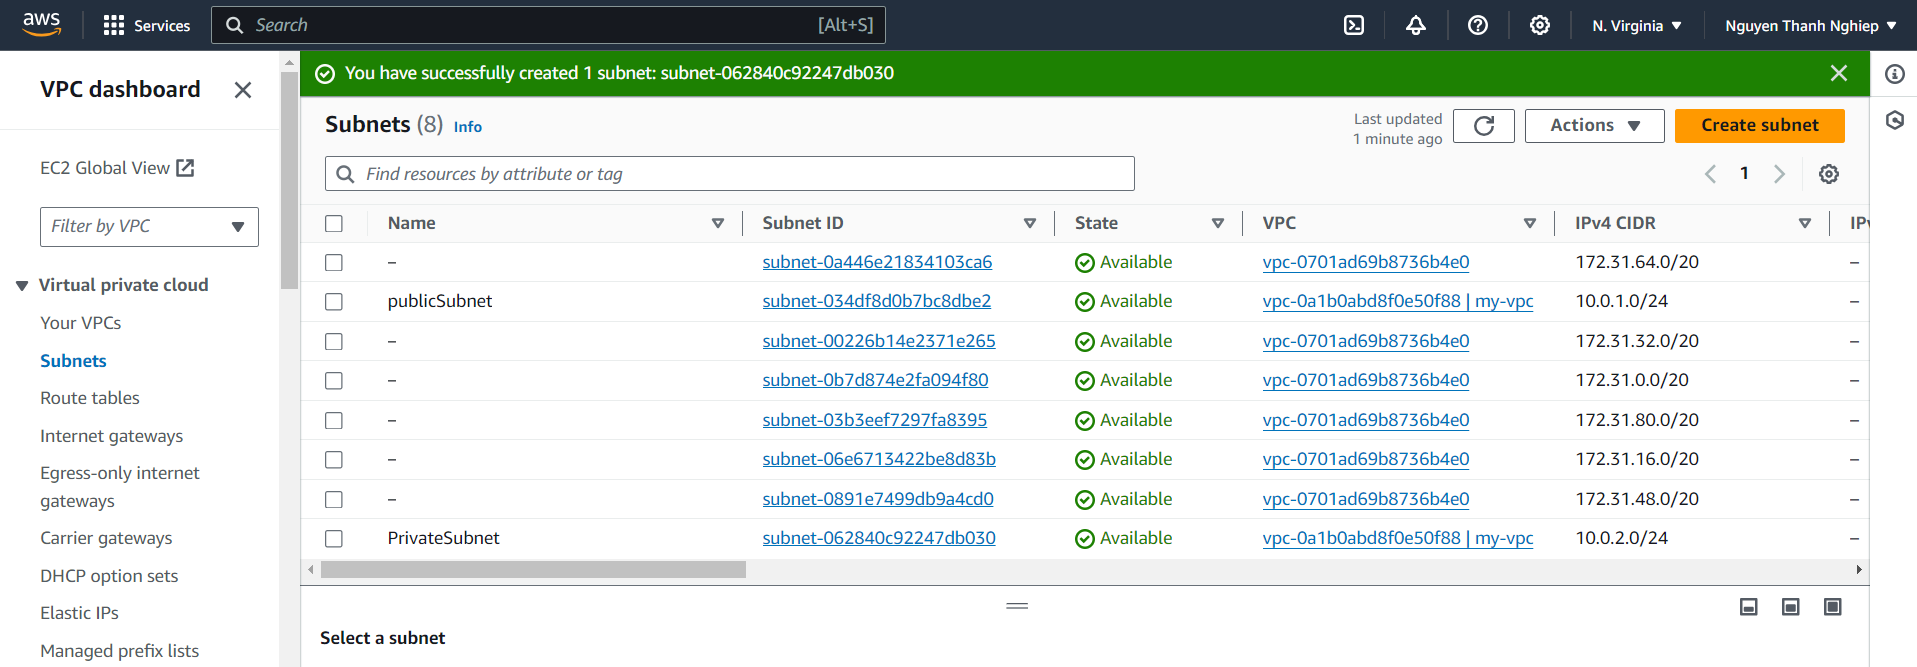 aws
Services
Search [Alt+S]
N. Virginia
Nguyen Thanh Nghiep
VPC dashboard
EC2 Global View
Filter by VPC
Virtual private cloud
Your VPCs
Subnets
Route tables
Internet gateways
Egress-only internet
gateways
Carrier gateways
DHCP option sets
Elastic IPs
Managed prefix lists
You have successfully created 1 subnet: subnet-062840c92247db030
Subnets (8) Info
Last updated
1 minute ago
Actions
Create subnet
Find resources by attribute or tag
1
Name Subnet ID State VPC IPv4 CIDR IPv
– subnet-0a446e21834103ca6 Available vpc-0701ad69b8736b4e0 172.31.64.0/20 –
publicSubnet subnet-034df8d0b7bc8dbe2 Available vpc-0a1b0abd8f0e50f88 | my-vpc 10.0.1.0/24 –
– subnet-00226b14e2371e265 Available vpc-0701ad69b8736b4e0 172.31.32.0/20 –
– subnet-0b7d874e2fa094f80 Available vpc-0701ad69b8736b4e0 172.31.0.0/20 –
– subnet-03b3eef7297fa8395 Available vpc-0701ad69b8736b4e0 172.31.80.0/20 –
– subnet-06e6713422be8d83b Available vpc-0701ad69b8736b4e0 172.31.16.0/20 –
– subnet-0891e7499db9a4cd0 Available vpc-0701ad69b8736b4e0 172.31.48.0/20 –
PrivateSubnet subnet-062840c92247db030 Available vpc-0a1b0abd8f0e50f88 | my-vpc 10.0.2.0/24 –
Select a subnet